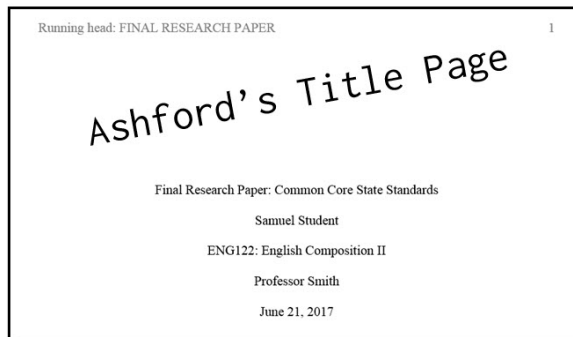 Running head: FINAL RESEARCH PAPER 1
Ashford's Title Page
Final Research Paper: Common Core State Standards
Samuel Student
ENG122: English Composition II
Professor Smith
June 21, 2017